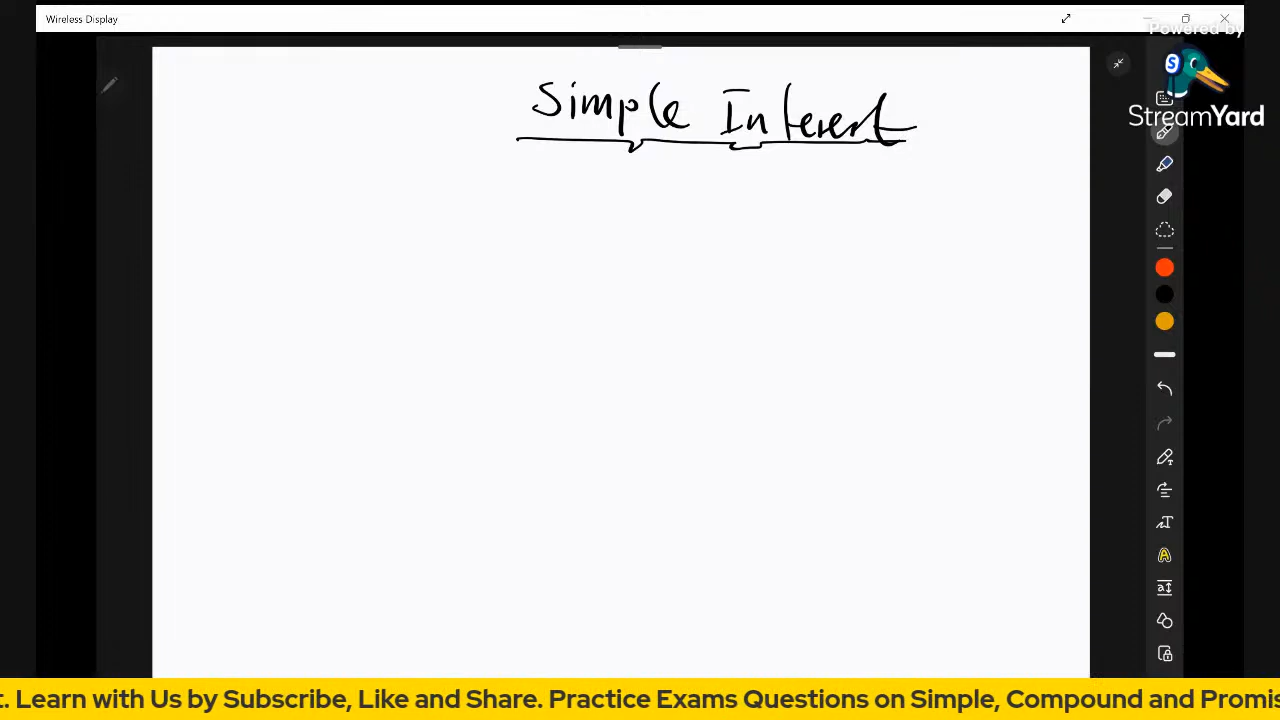 Wireless Display
Powered by
StreamYard
Simple Interest
t. Learn with Us by Subscribe, Like and Share. Practice Exams Questions on Simple, Compound and Promis